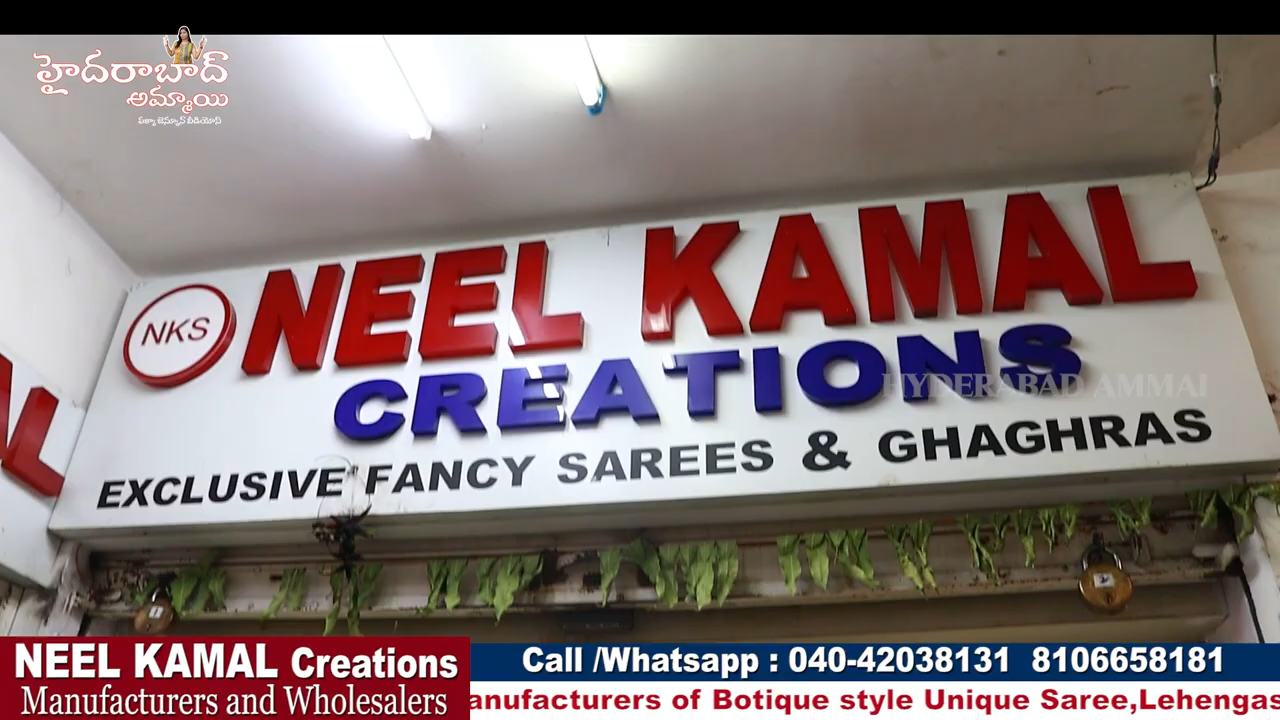 హైదరాబాద్
అమ్మాయి
పక్కా జెన్యూన్ వీడియోస్
NKS
NEEL KAMAL
CREATIONS
HYDERABAD AMMAI
EXCLUSIVE FANCY SAREES & GHAGHRAS
L
NEEL KAMAL Creations
Manufacturers and Wholesalers
Call /Whatsapp : 040-42038131 8106658181
anufacturers of Botique style Unique Saree,Lehengas